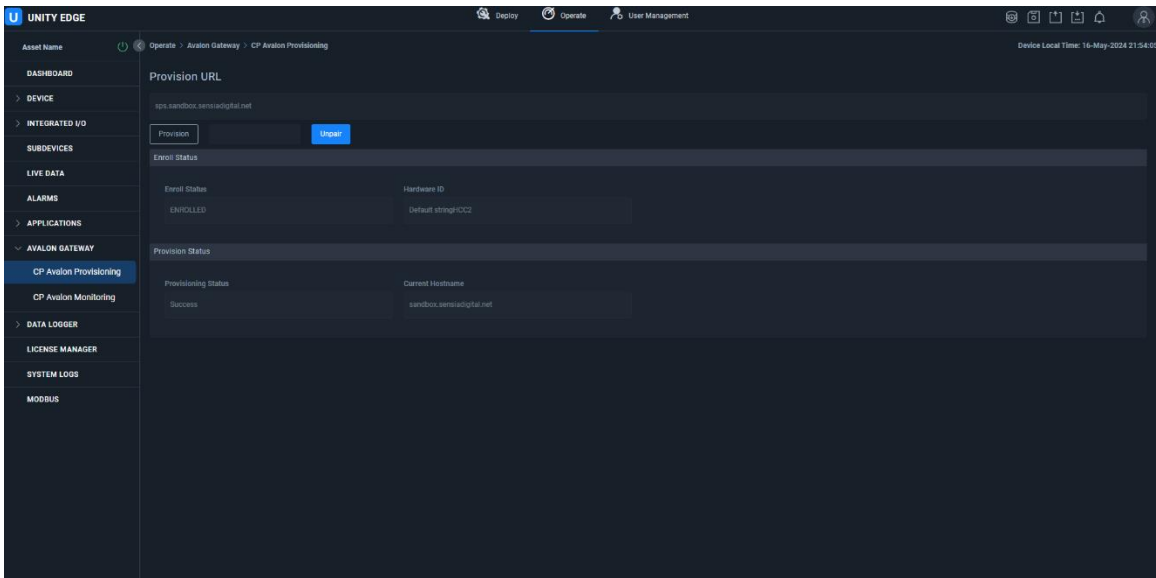 U UNITY EDGE
Deploy
Operate
User Management
Asset Name
Operate > Avalon Gateway > CP Avalon Provisioning
Device Local Time: 16-May-2024 21:54:05
DASHBOARD
DEVICE
INTEGRATED I/O
SUBDEVICES
LIVE DATA
ALARMS
APPLICATIONS
AVALON GATEWAY
CP Avalon Provisioning
CP Avalon Monitoring
DATA LOGGER
LICENSE MANAGER
SYSTEM LOGS
MODBUS
Provision URL
sps.sandbox.sensiadigital.net
Provision
Unpair
Enroll Status
Enroll Status
Hardware ID
ENROLLED
Default stringHCC2
Provision Status
Provisioning Status
Current Hostname
Success
sandbox.sensiadigital.net